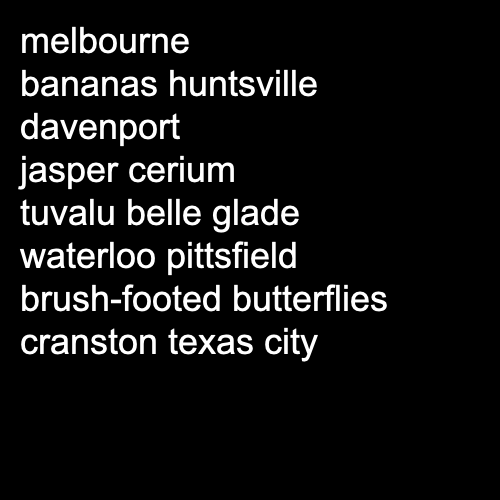 melbourne
bananas huntsville
davenport
jasper cerium
tuvalu belle glade
waterloo pittsfield
brush-footed butterflies
cranston texas city